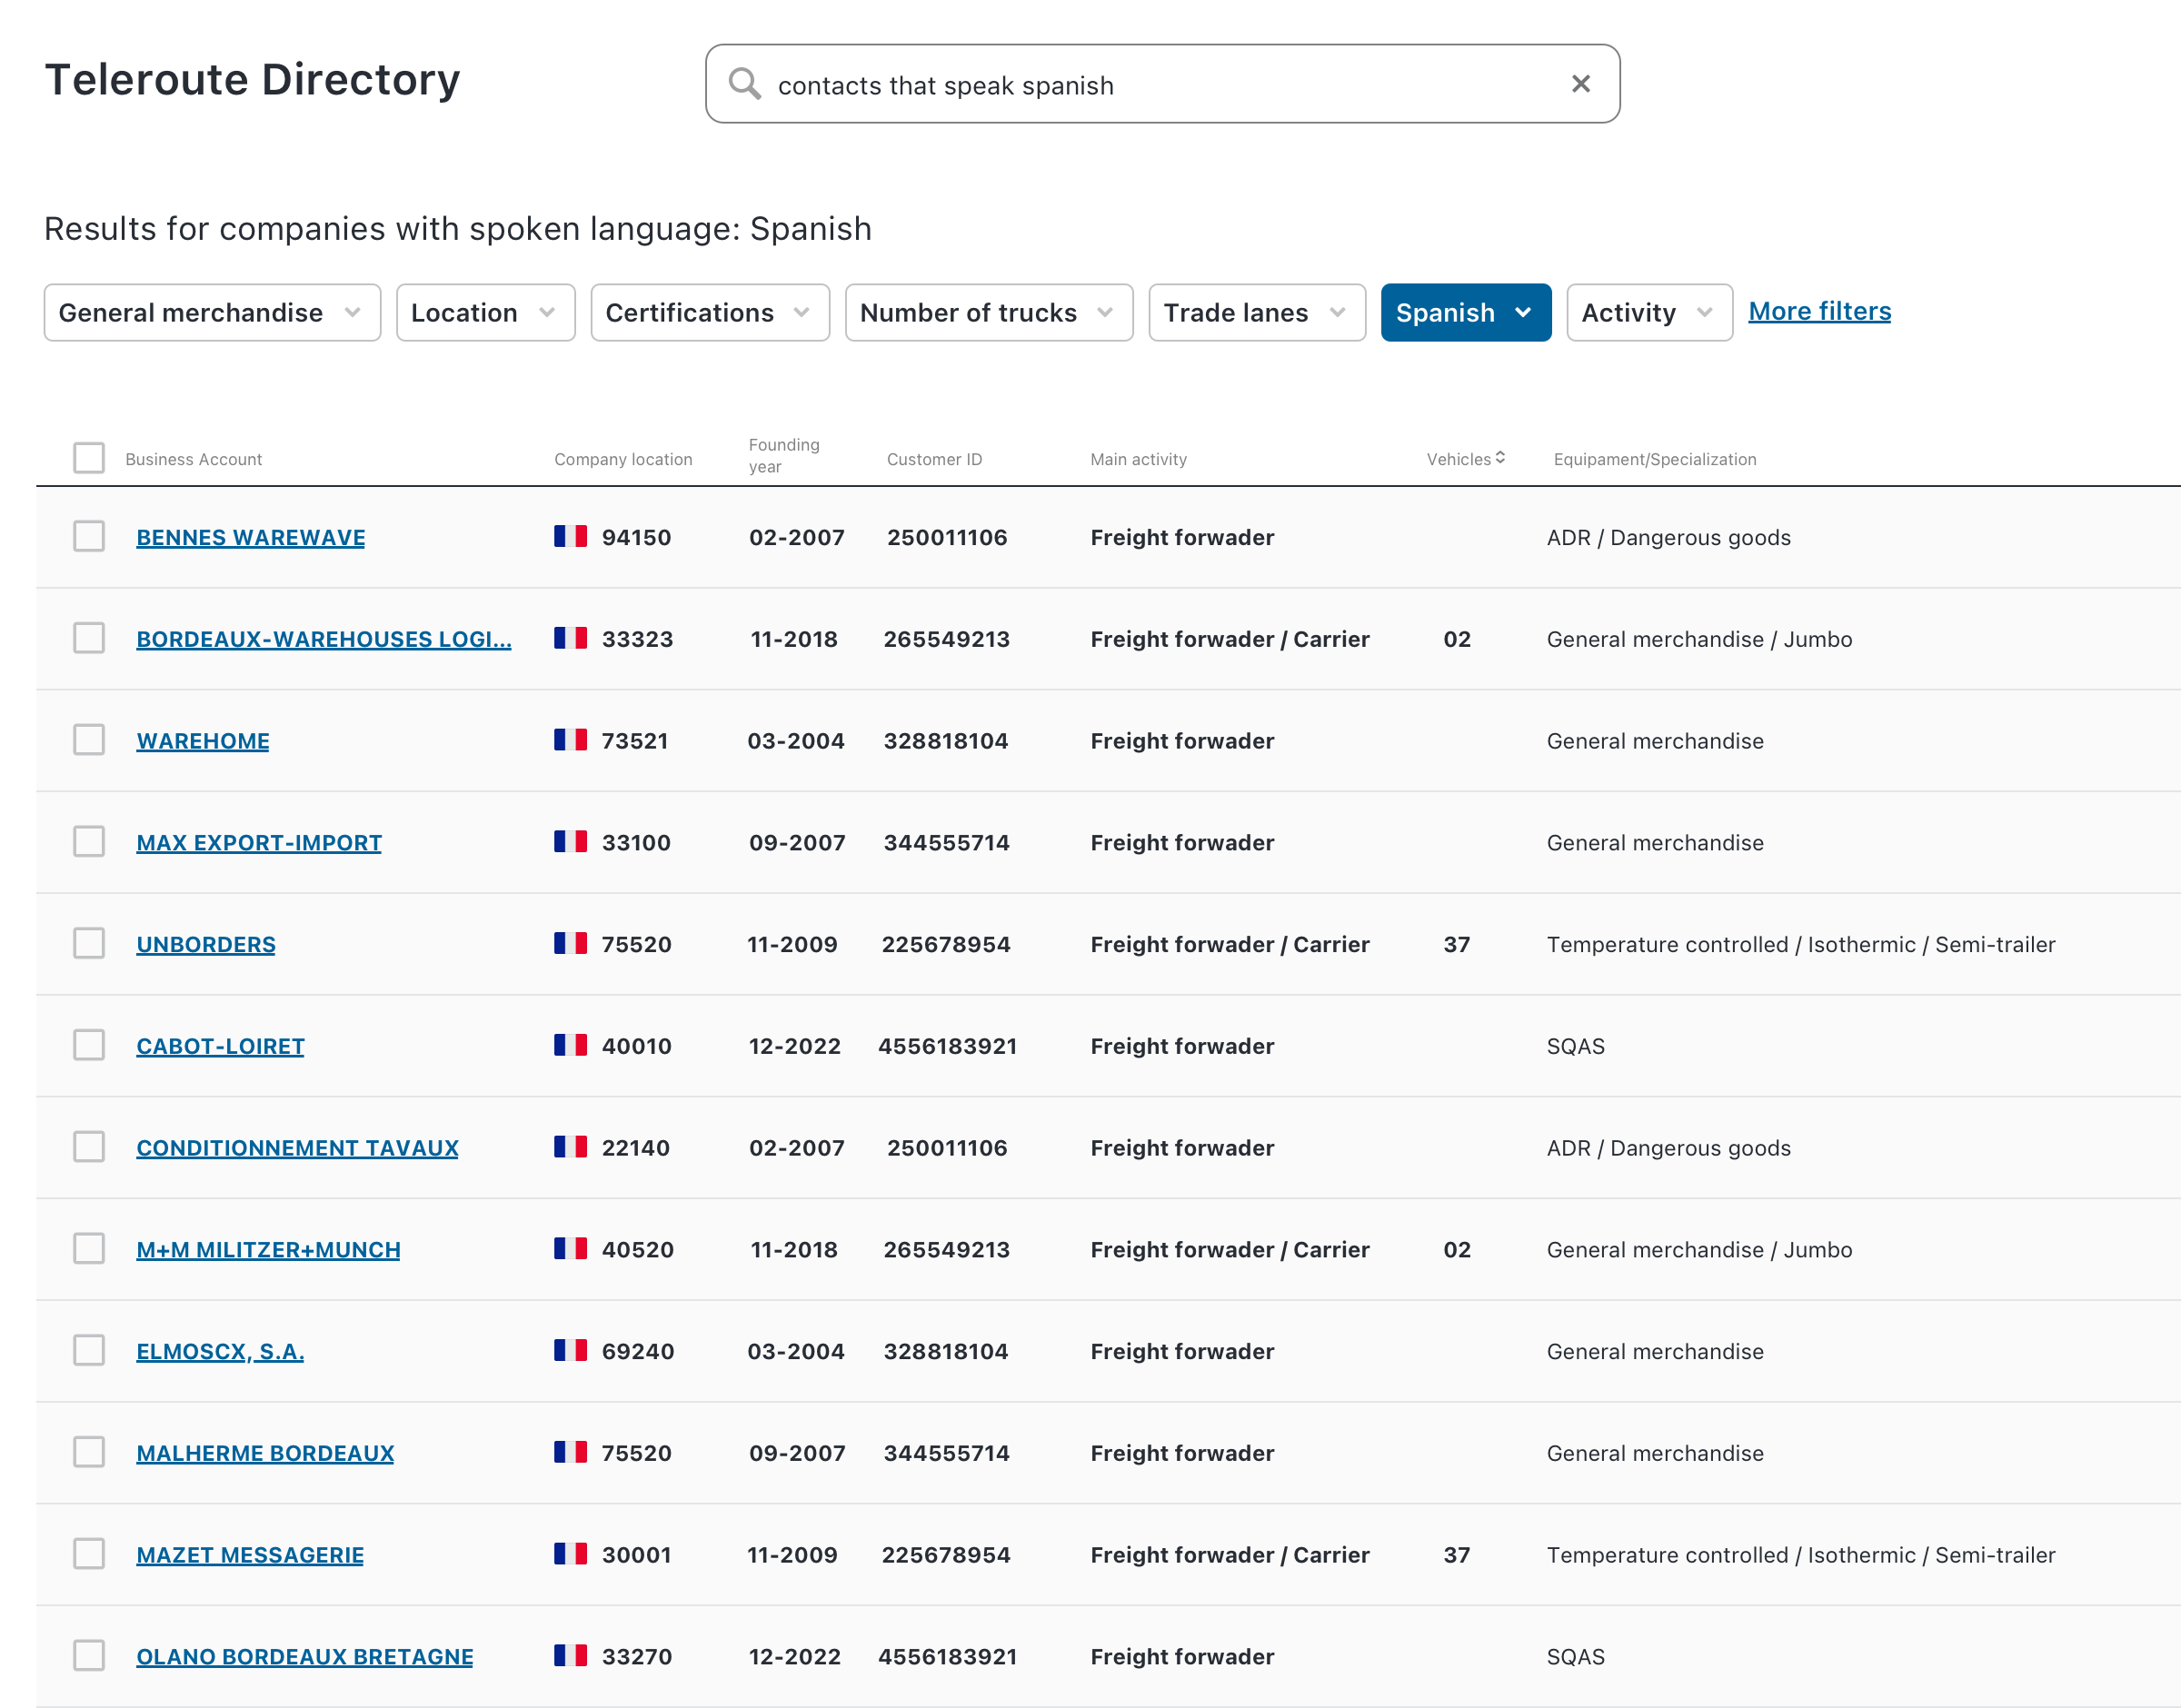 Teleroute Directory
contacts that speak spanish
Results for companies with spoken language: Spanish
General merchandise Location Certifications Number of trucks Trade lanes Spanish Activity More filters
Business Account Company location Founding year Customer ID Main activity Vehicles Equipament/Specialization
BENNES WAREWAVE 94150 02-2007 250011106 Freight forwader ADR / Dangerous goods
BORDEAUX-WAREHOUSES LOGI... 33323 11-2018 265549213 Freight forwader / Carrier 02 General merchandise / Jumbo
WAREHOME 73521 03-2004 328818104 Freight forwader General merchandise
MAX EXPORT-IMPORT 33100 09-2007 344555714 Freight forwader General merchandise
UNBORDERS 75520 11-2009 225678954 Freight forwader / Carrier 37 Temperature controlled / Isothermic / Semi-trailer
CABOT-LOIRET 40010 12-2022 4556183921 Freight forwader SQAS
CONDITIONNEMENT TAVAUX 22140 02-2007 250011106 Freight forwader ADR / Dangerous goods
M+M MILITZER+MUNCH 40520 11-2018 265549213 Freight forwader / Carrier 02 General merchandise / Jumbo
ELMOSCX, S.A. 69240 03-2004 328818104 Freight forwader General merchandise
MALHERME BORDEAUX 75520 09-2007 344555714 Freight forwader General merchandise
MAZET MESSAGERIE 30001 11-2009 225678954 Freight forwader / Carrier 37 Temperature controlled / Isothermic / Semi-trailer
OLANO BORDEAUX BRETAGNE 33270 12-2022 4556183921 Freight forwader SQAS